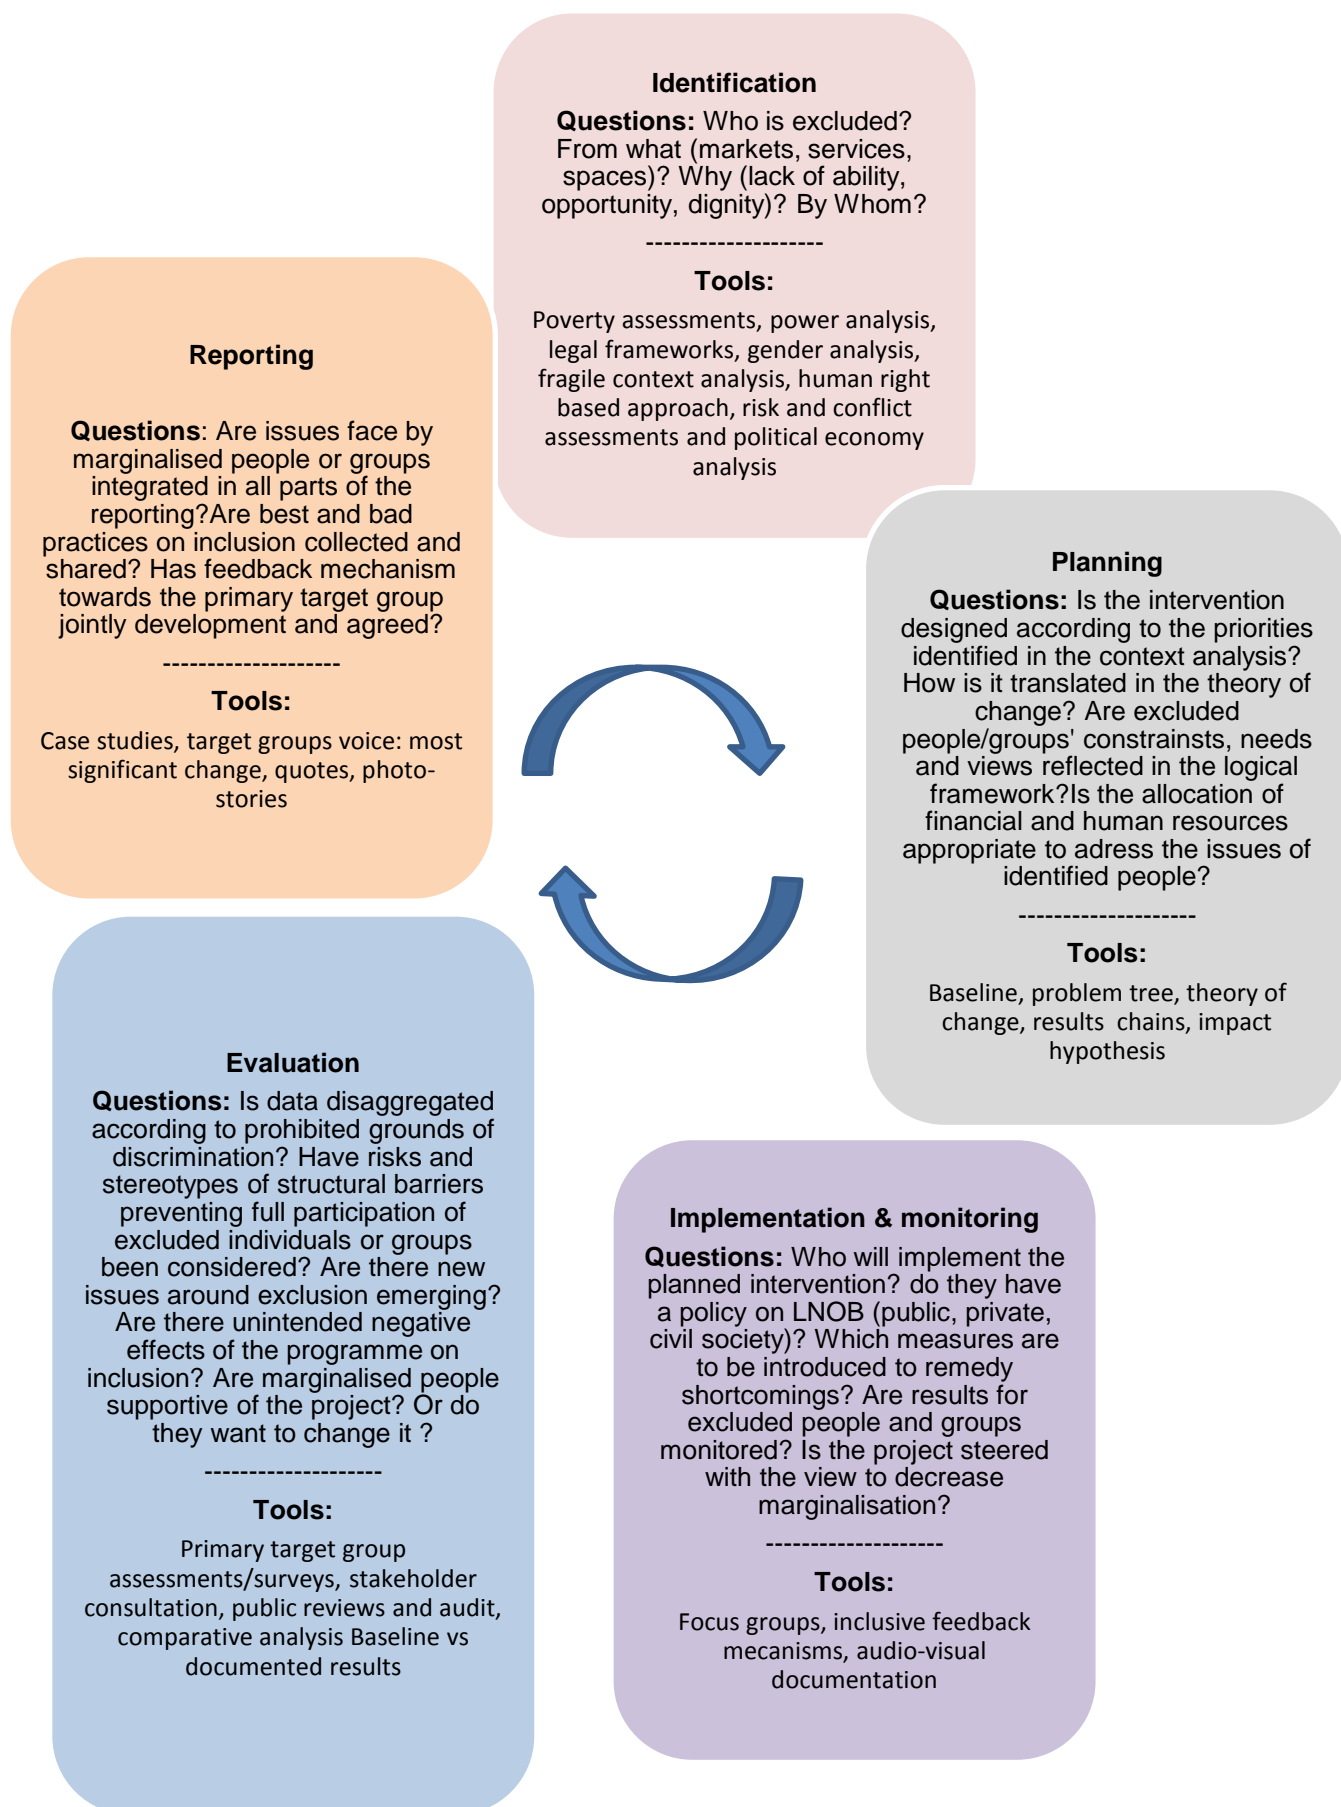 Identification
Questions: Who is excluded?
From what (markets, services,
spaces)? Why (lack of ability,
opportunity, dignity)? By Whom?
--------------------
Tools:
Poverty assessments, power analysis,
legal frameworks, gender analysis,
fragile context analysis, human right
based approach, risk and conflict
assessments and political economy
analysis
Planning
Questions: Is the intervention
designed according to the priorities
identified in the context analysis?
How is it translated in the theory of
change? Are excluded
people/groups' constrainsts, needs
and views reflected in the logical
framework?Is the allocation of
financial and human resources
appropriate to adress the issues of
identified people?
--------------------
Tools:
Baseline, problem tree, theory of
change, results  chains, impact
hypothesis
Implementation & monitoring
Questions: Who will implement the
planned intervention? do they have
a policy on LNOB (public, private,
civil society)? Which measures are
to be introduced to remedy
shortcomings? Are results for
excluded people and groups
monitored? Is the project steered
with the view to decrease
marginalisation?
--------------------
Tools:
Focus groups, inclusive feedback
mecanisms, audio-visual
documentation
Evaluation
Questions: Is data disaggregated
according to prohibited grounds of
discrimination? Have risks and
stereotypes of structural barriers
preventing full participation of
excluded individuals or groups
been considered? Are there new
issues around exclusion emerging?
Are there unintended negative
effects of the programme on
inclusion? Are marginalised people
supportive of the project? Or do
they want to change it ?
--------------------
Tools:
Primary target group
assessments/surveys, stakeholder
consultation, public reviews and audit,
comparative analysis Baseline vs
documented results
Reporting
Questions: Are issues face by
marginalised people or groups
integrated in all parts of the
reporting?Are best and bad
practices on inclusion collected and
shared? Has feedback mechanism
towards the primary target group
jointly development and agreed?
--------------------
Tools:
Case studies, target groups voice: most
significant change, quotes, photo-
stories